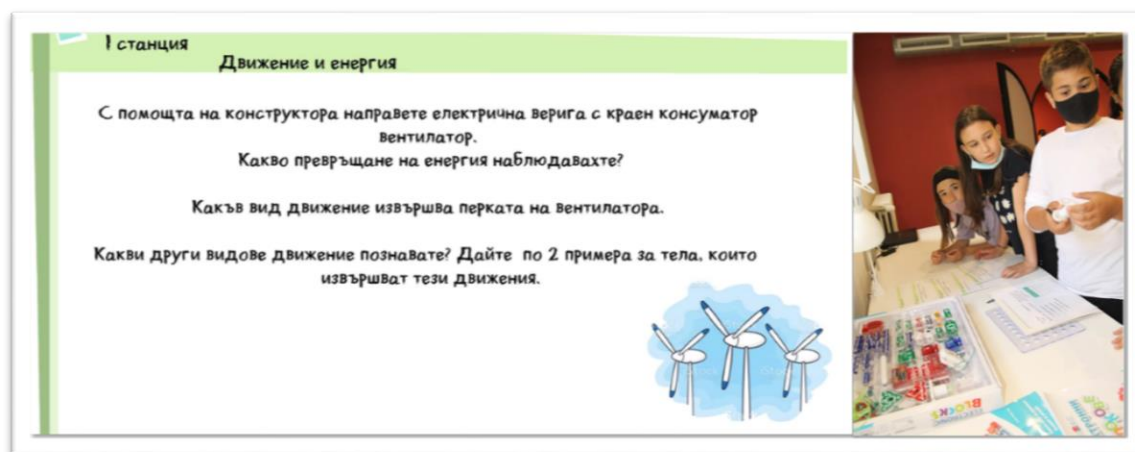 1 станция
Движение и енергия
С помощта на конструктора направете електрична верига с краен консуматор
вентилатор.
Какво превръщане на енергия наблюдавахте?
Какъв вид движение извършва перката на вентилатора.
Какви други видове движение познавате? Дайте по 2 примера за тела, които
извършват тези движения.
BLOCKS